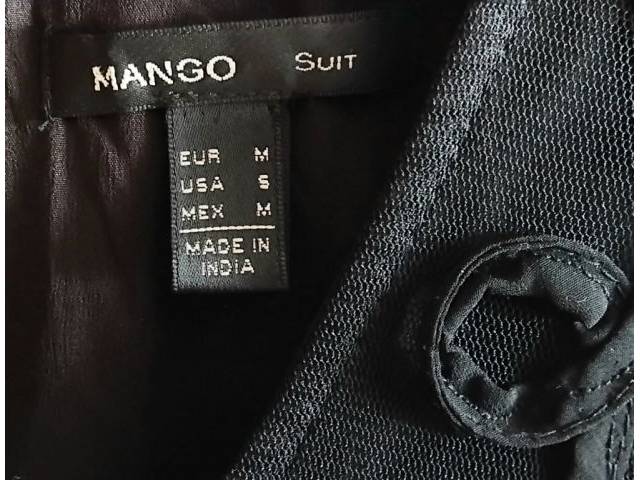 MANGO SUIT
EUR M
USA S
MEX M
MADE IN
INDIA